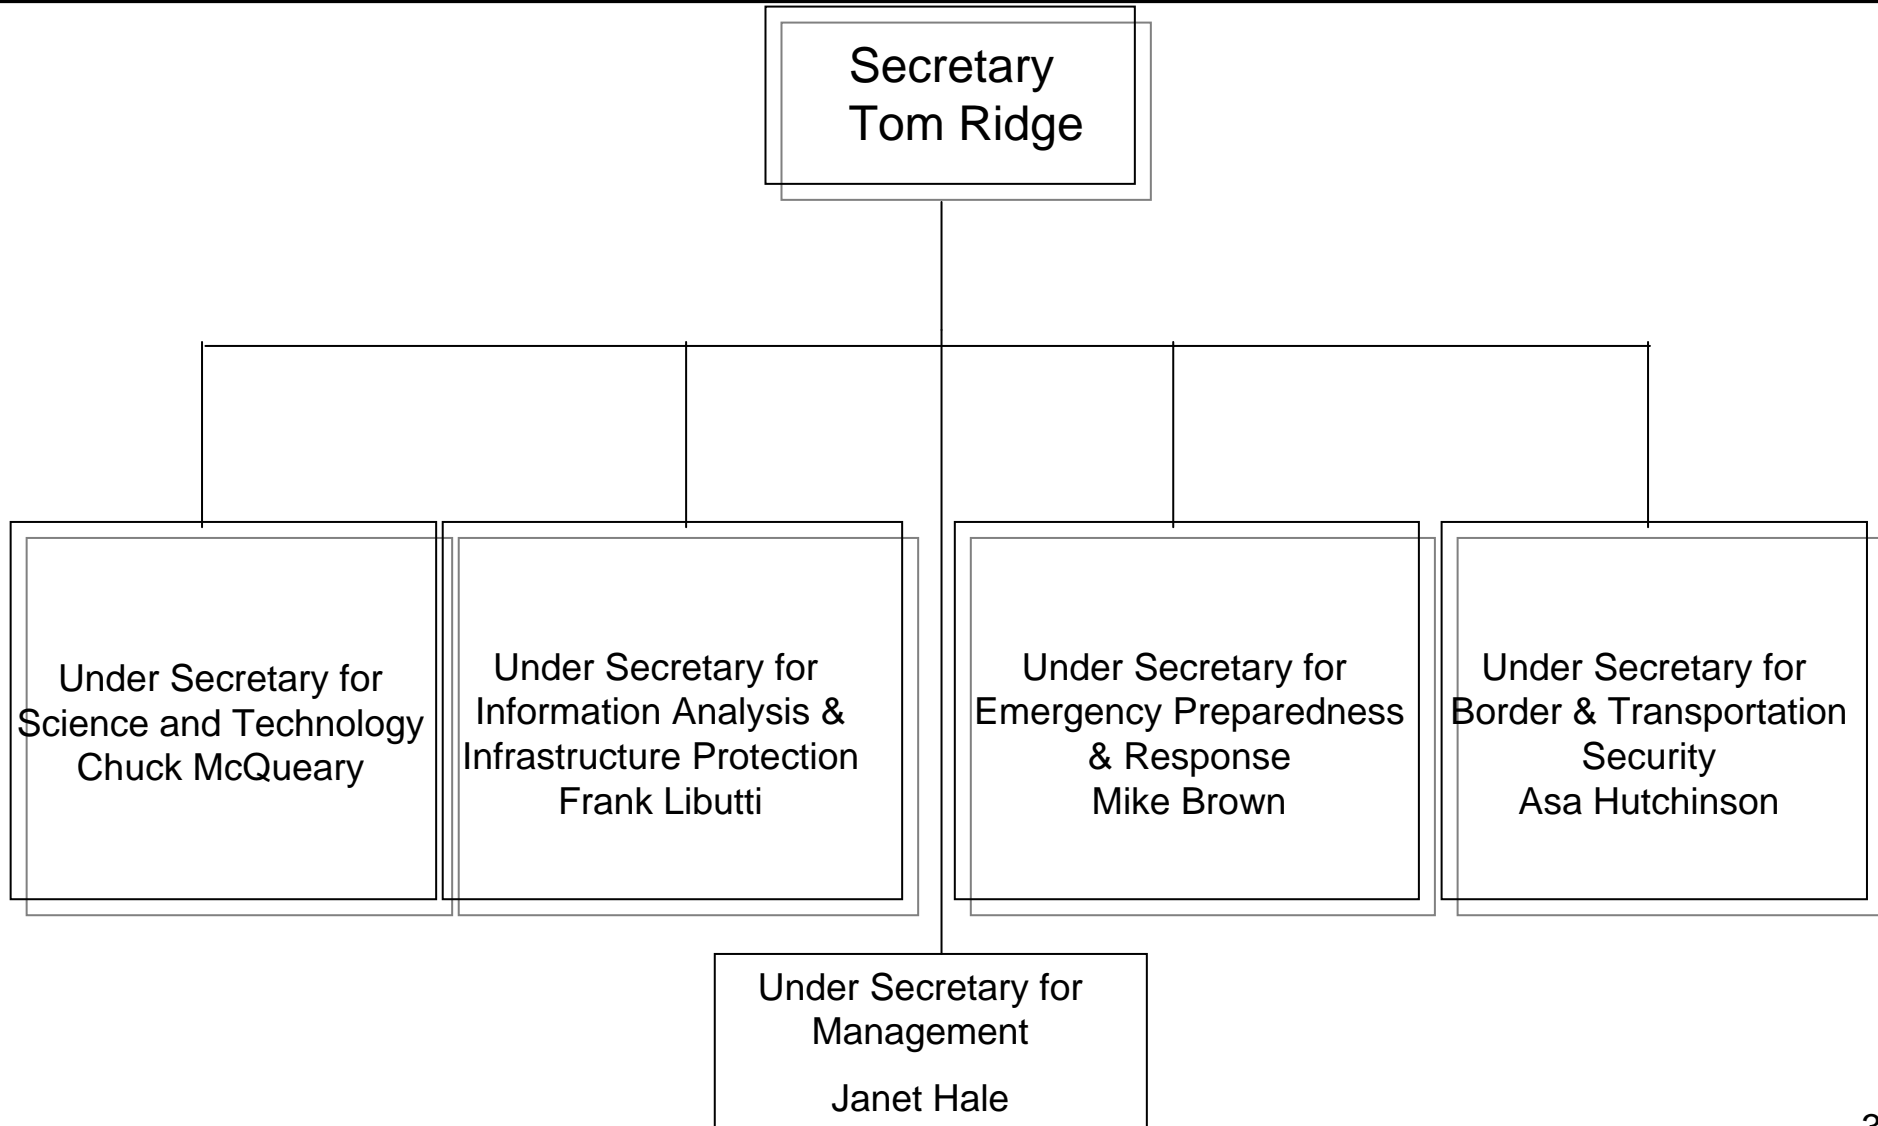 Secretary
Tom Ridge
Under Secretary for
Science and Technology
Chuck McQueary
Under Secretary for
Information Analysis &
Infrastructure Protection
Frank Libutti
Under Secretary for
Emergency Preparedness
& Response
Mike Brown
Under Secretary for
Border & Transportation
Security
Asa Hutchinson
Under Secretary for
Management
Janet Hale